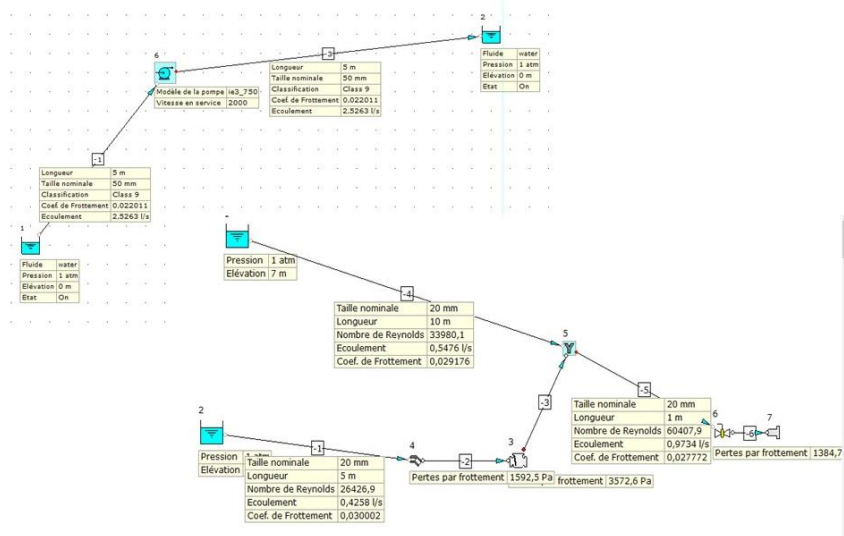 2
Fluide water
Pression 1 atm
Elévation 0 m
Etat On
-3
Longueur 5 m
Taille nominale 50 mm
Classification Class 9
Coef de Frottement 0.022011
Ecoulement 2.5263 l/s
6
Modèle de la pompe ie3_750
Vitesse en service 2000
-1
Longueur 5 m
Taille nominale 50 mm
Classification Class 9
Coef. de Frottement 0.022011
Ecoulement 2.5263 l/s
1
Fluide water
Pression 1 atm
Elévation 0 m
Etat On
Pression 1 atm
Elévation 7 m
-4
Taille nominale 20 mm
Longueur 10 m
Nombre de Reynolds 33980,1
Ecoulement 0,5476 l/s
Coef. de Frottement 0,029176
5
-3
-5
Taille nominale 20 mm
Longueur 1 m
Nombre de Reynolds 60407,9
Ecoulement 0,9734 l/s
Coef. de Frottement 0,027772
6
-6
7
Pertes par frottement 1384,7
2
Pression
Elévation
-1
Taille nominale 20 mm
Longueur 5 m
Nombre de Reynolds 26426,9
Ecoulement 0,4258 l/s
Coef. de Frottement 0,030002
4
-2
3
Pertes par frottement 1592,5 Pa
frottement 3572,6 Pa